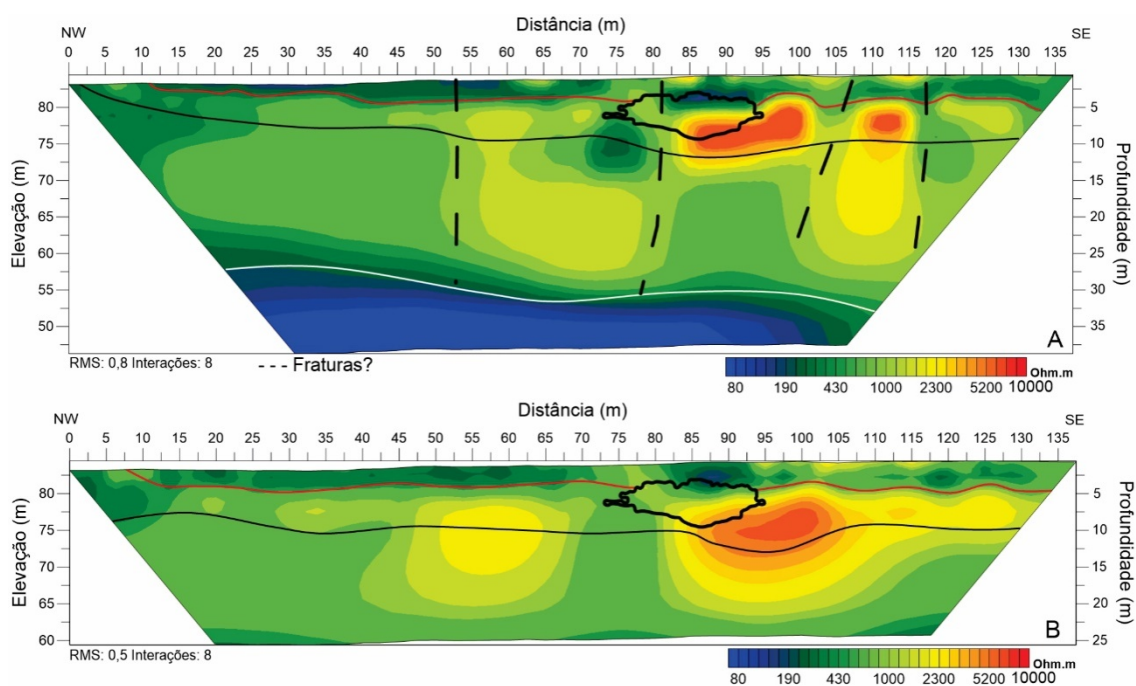 Distância (m)
NW SE
0 5 10 15 20 25 30 35 40 45 50 55 60 65 70 75 80 85 90 95 100 105 110 115 120 125 130 135
Elevação (m)
80
75
70
65
60
55
50
Profundidade (m)
5
10
15
20
25
30
35
A
RMS: 0,8 Interações: 8
--- Fraturas?
80 190 430 1000 2300 5200 10000 Ohm.m
Distância (m)
NW SE
0 5 10 15 20 25 30 35 40 45 50 55 60 65 70 75 80 85 90 95 100 105 110 115 120 125 130 135
Elevação (m)
80
75
70
65
60
Profundidade (m)
5
10
15
20
25
B
RMS: 0,5 Interações: 8
80 190 430 1000 2300 5200 10000 Ohm.m